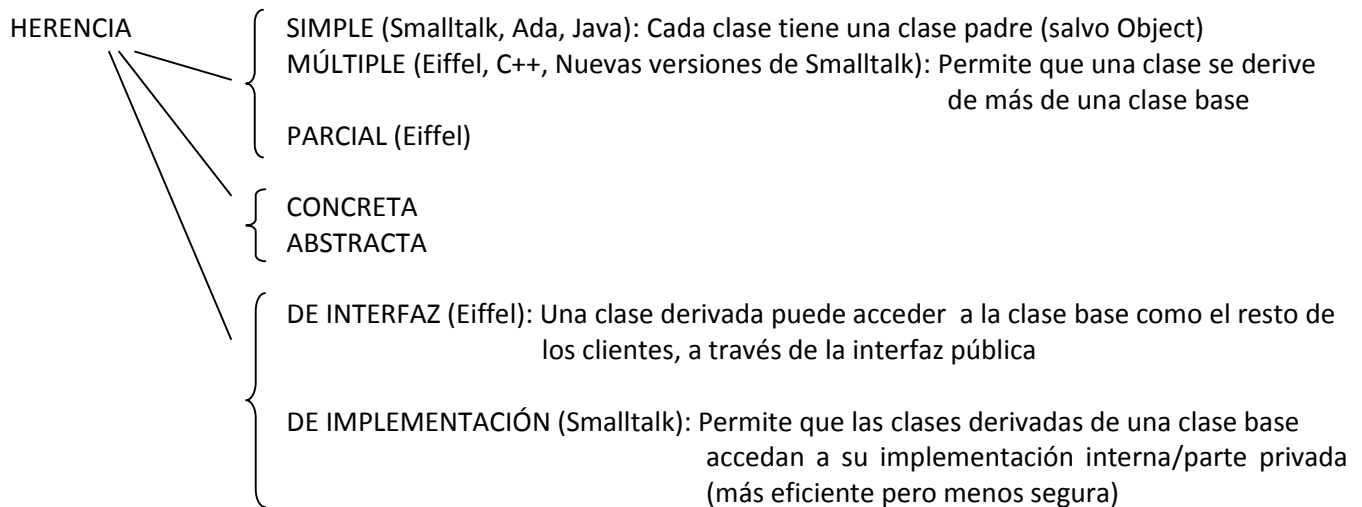 HERENCIA
SIMPLE (Smalltalk, Ada, Java): Cada clase tiene una clase padre (salvo Object)
MÚLTIPLE (Eiffel, C++, Nuevas versiones de Smalltalk): Permite que una clase se derive
de más de una clase base
PARCIAL (Eiffel)
CONCRETA
ABSTRACTA
DE INTERFAZ (Eiffel): Una clase derivada puede acceder a la clase base como el resto de
los clientes, a través de la interfaz pública
DE IMPLEMENTACIÓN (Smalltalk): Permite que las clases derivadas de una clase base
accedan a su implementación interna/parte privada
(más eficiente pero menos segura)